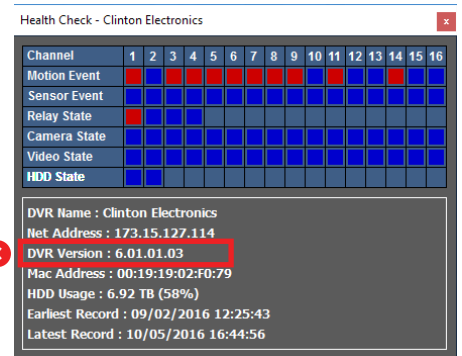 Health Check - Clinton Electronics
x
Channel 1 2 3 4 5 6 7 8 9 10 11 12 13 14 15 16
Motion Event
Sensor Event
Relay State
Camera State
Video State
HDD State
DVR Name : Clinton Electronics
Net Address : 173.15.127.114
DVR Version : 6.01.01.03
Mac Address : 00:19:19:02:F0:79
HDD Usage : 6.92 TB (58%)
Earliest Record : 09/02/2016 12:25:43
Latest Record : 10/05/2016 16:44:56